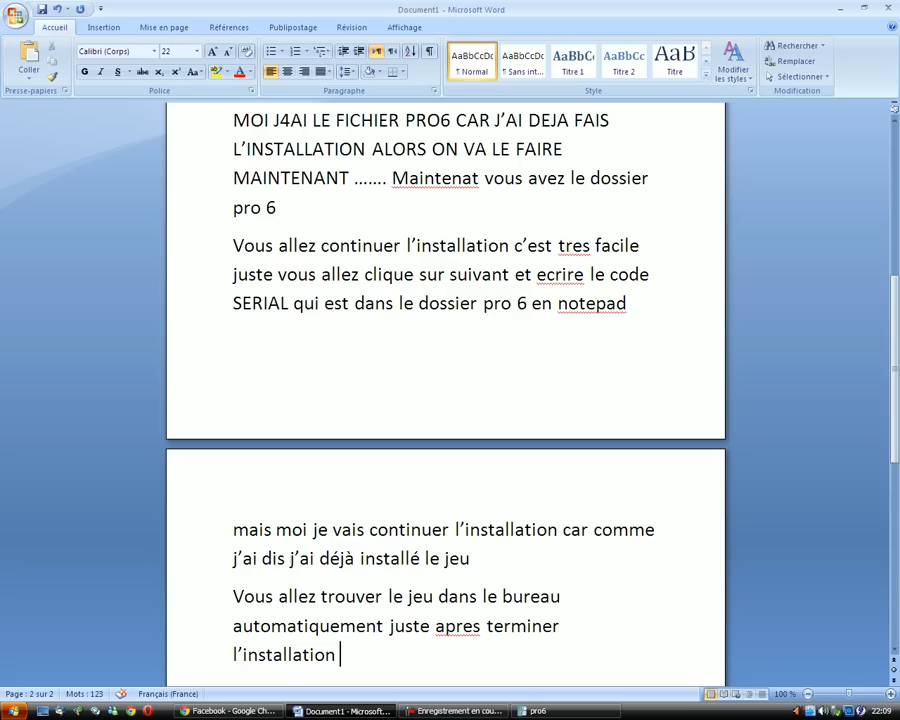 Document1 - Microsoft Word
Accueil Insertion Mise en page Références Publipostage Révision Affichage
Coller
Calibri (Corps) 22
G I S abc x₂ x² Aa
AaBbCcDc AaBbCcDc AaBbC AaBbCc AaB
¶ Normal ¶ Sans int... Titre 1 Titre 2 Titre
Modifier les styles
Rechercher
Remplacer
Sélectionner
Presse-papiers Police Paragraphe Style Modification
MOI J4AI LE FICHIER PRO6 CAR J’AI DEJA FAIS
L’INSTALLATION ALORS ON VA LE FAIRE
MAINTENANT ……. Maintenat vous avez le dossier
pro 6
Vous allez continuer l’installation c’est tres facile
juste vous allez clique sur suivant et ecrire le code
SERIAL qui est dans le dossier pro 6 en notepad
mais moi je vais continuer l’installation car comme
j’ai dis j’ai déjà installé le jeu
Vous allez trouver le jeu dans le bureau
automatiquement juste apres terminer
l’installation
Page : 2 sur 2 Mots : 123 Français (France) 100 %
Facebook - Google Ch... Document1 - Microsoft... Enregistrement en cou... pro6 22:09